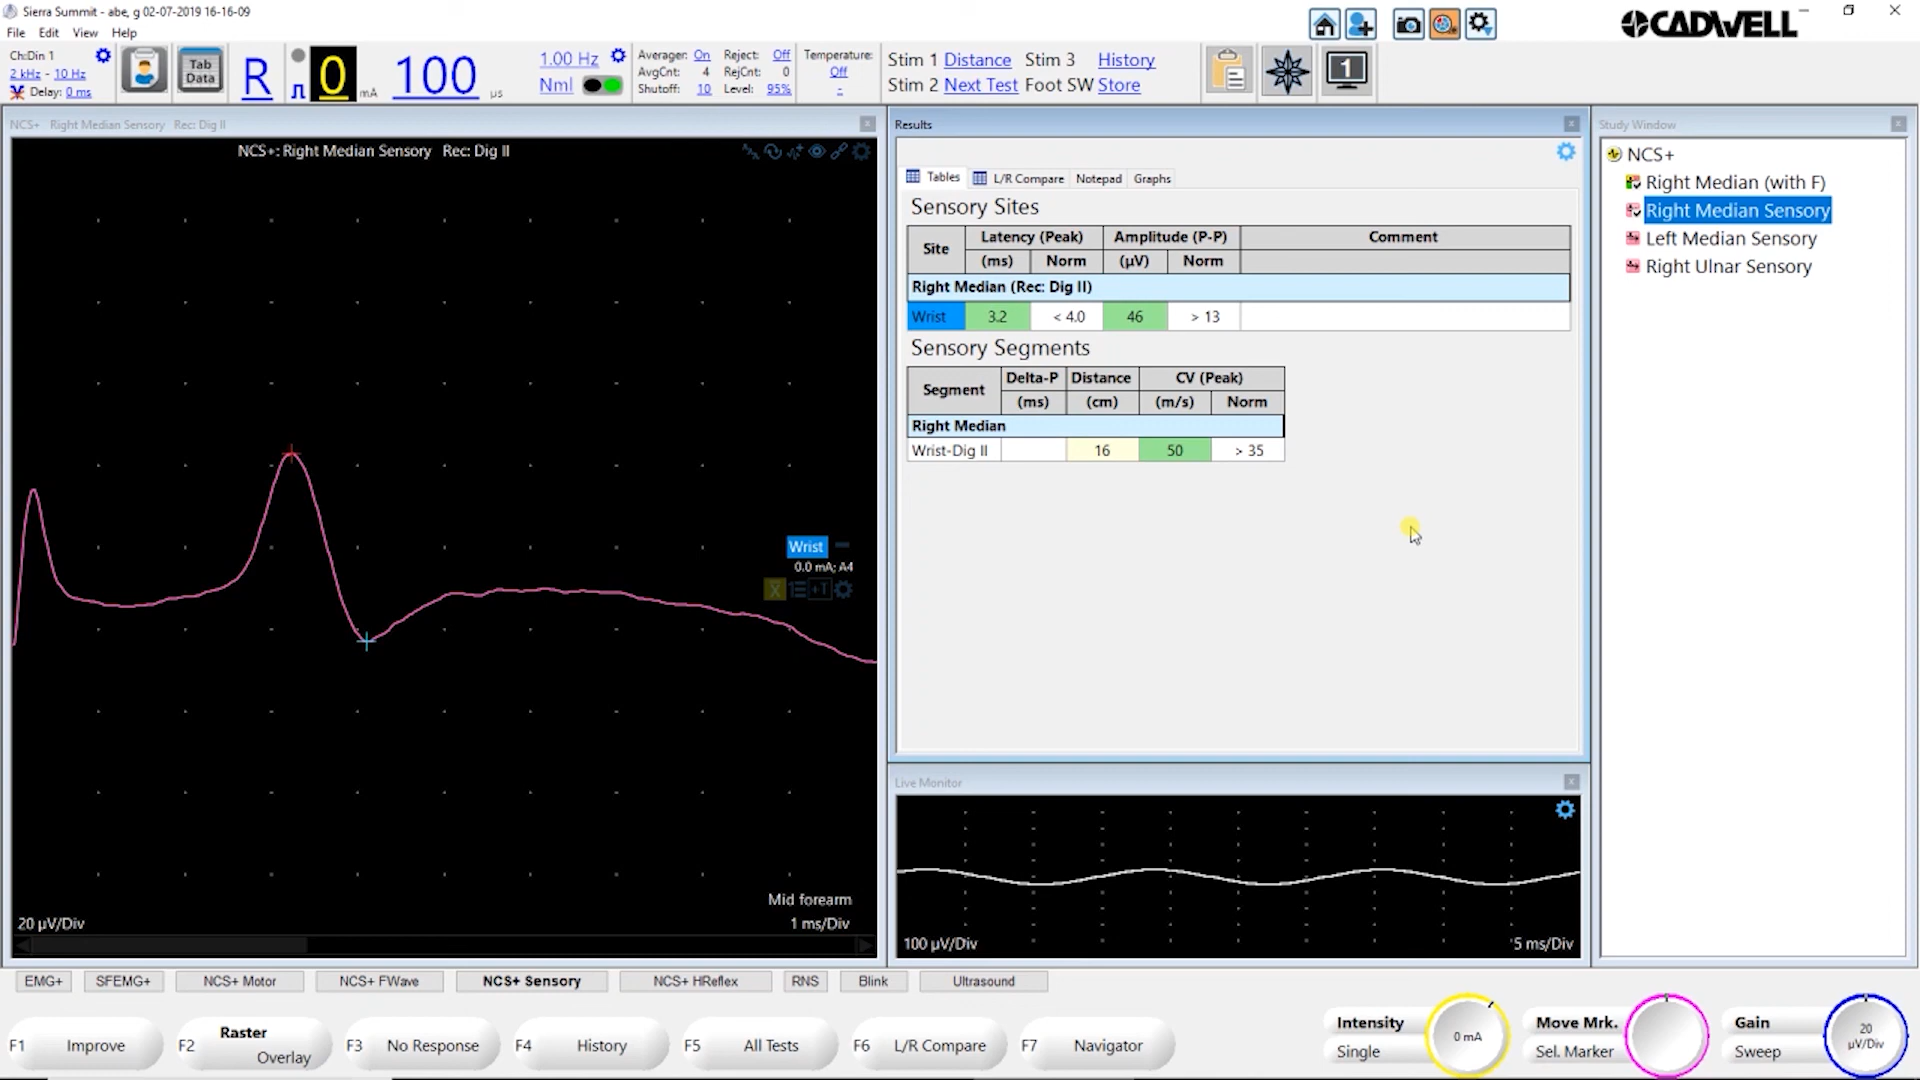 Sierra Summit - abe, g 02-07-2019 16-16-09
CADWELL
File Edit View Help
Ch:Din 1
2 kHz - 10 Hz
Delay: 0 ms
Tab
Data
R
0
mA
100
µs
1.00 Hz
Nml
Averager: On
AvgCnt: 4
Shutoff: 10
Reject: Off
RejCnt: 0
Level: 95%
Temperature:
Off
-
Stim 1 Distance Stim 3 History
Stim 2 Next Test Foot SW Store
1
NCS+ Right Median Sensory Rec: Dig II
NCS+: Right Median Sensory Rec: Dig II
Wrist
0.0 mA; A4
X +T
Mid forearm
20 µV/Div
1 ms/Div
Results
Tables L/R Compare Notepad Graphs
Sensory Sites
Site Latency (Peak) Amplitude (P-P) Comment
(ms) Norm (µV) Norm
Right Median (Rec: Dig II)
Wrist 3.2 < 4.0 46 > 13
Sensory Segments
Segment Delta-P Distance CV (Peak)
(ms) (cm) (m/s) Norm
Right Median
Wrist-Dig II 16 50 > 35
Live Monitor
100 µV/Div
5 ms/Div
Study Window
NCS+
Right Median (with F)
Right Median Sensory
Left Median Sensory
Right Ulnar Sensory
EMG+ SFEMG+ NCS+ Motor NCS+ FWave NCS+ Sensory NCS+ HReflex RNS Blink Ultrasound
F1 Improve
F2 Raster
Overlay
F3 No Response
F4 History
F5 All Tests
F6 L/R Compare
F7 Navigator
Intensity
Single
0 mA
Move Mrk.
Sel. Marker
Gain
Sweep
20
µV/Div